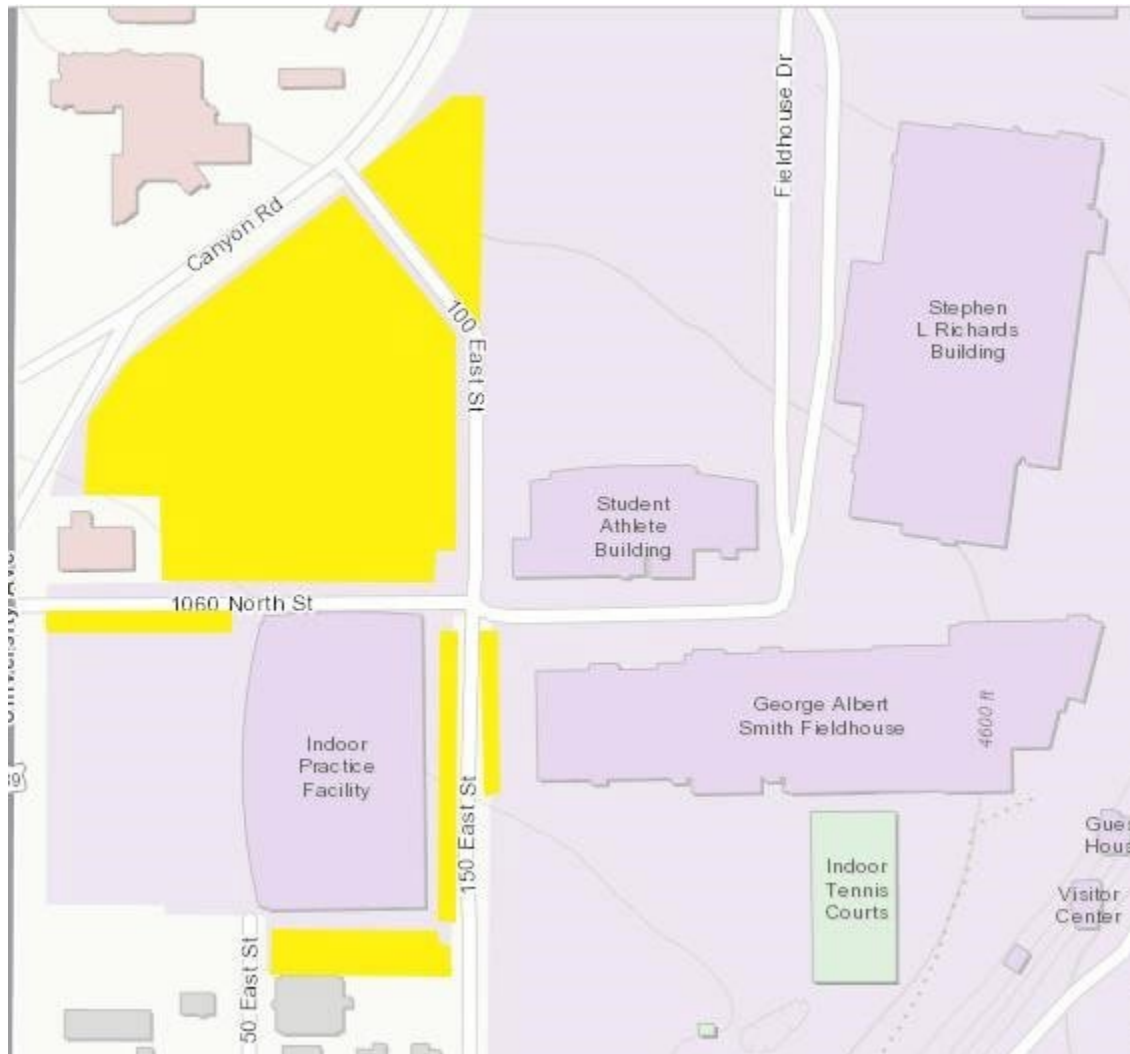 Fieldhouse Dr
Canyon Rd
100 East St
Stephen
L Richards
Building
Student
Athlete
Building
1060 North St
George Albert
Smith Fieldhouse
4600 ft
Indoor
Practice
Facility
150 East St
Indoor
Tennis
Courts
Visitor
Center
50 East St